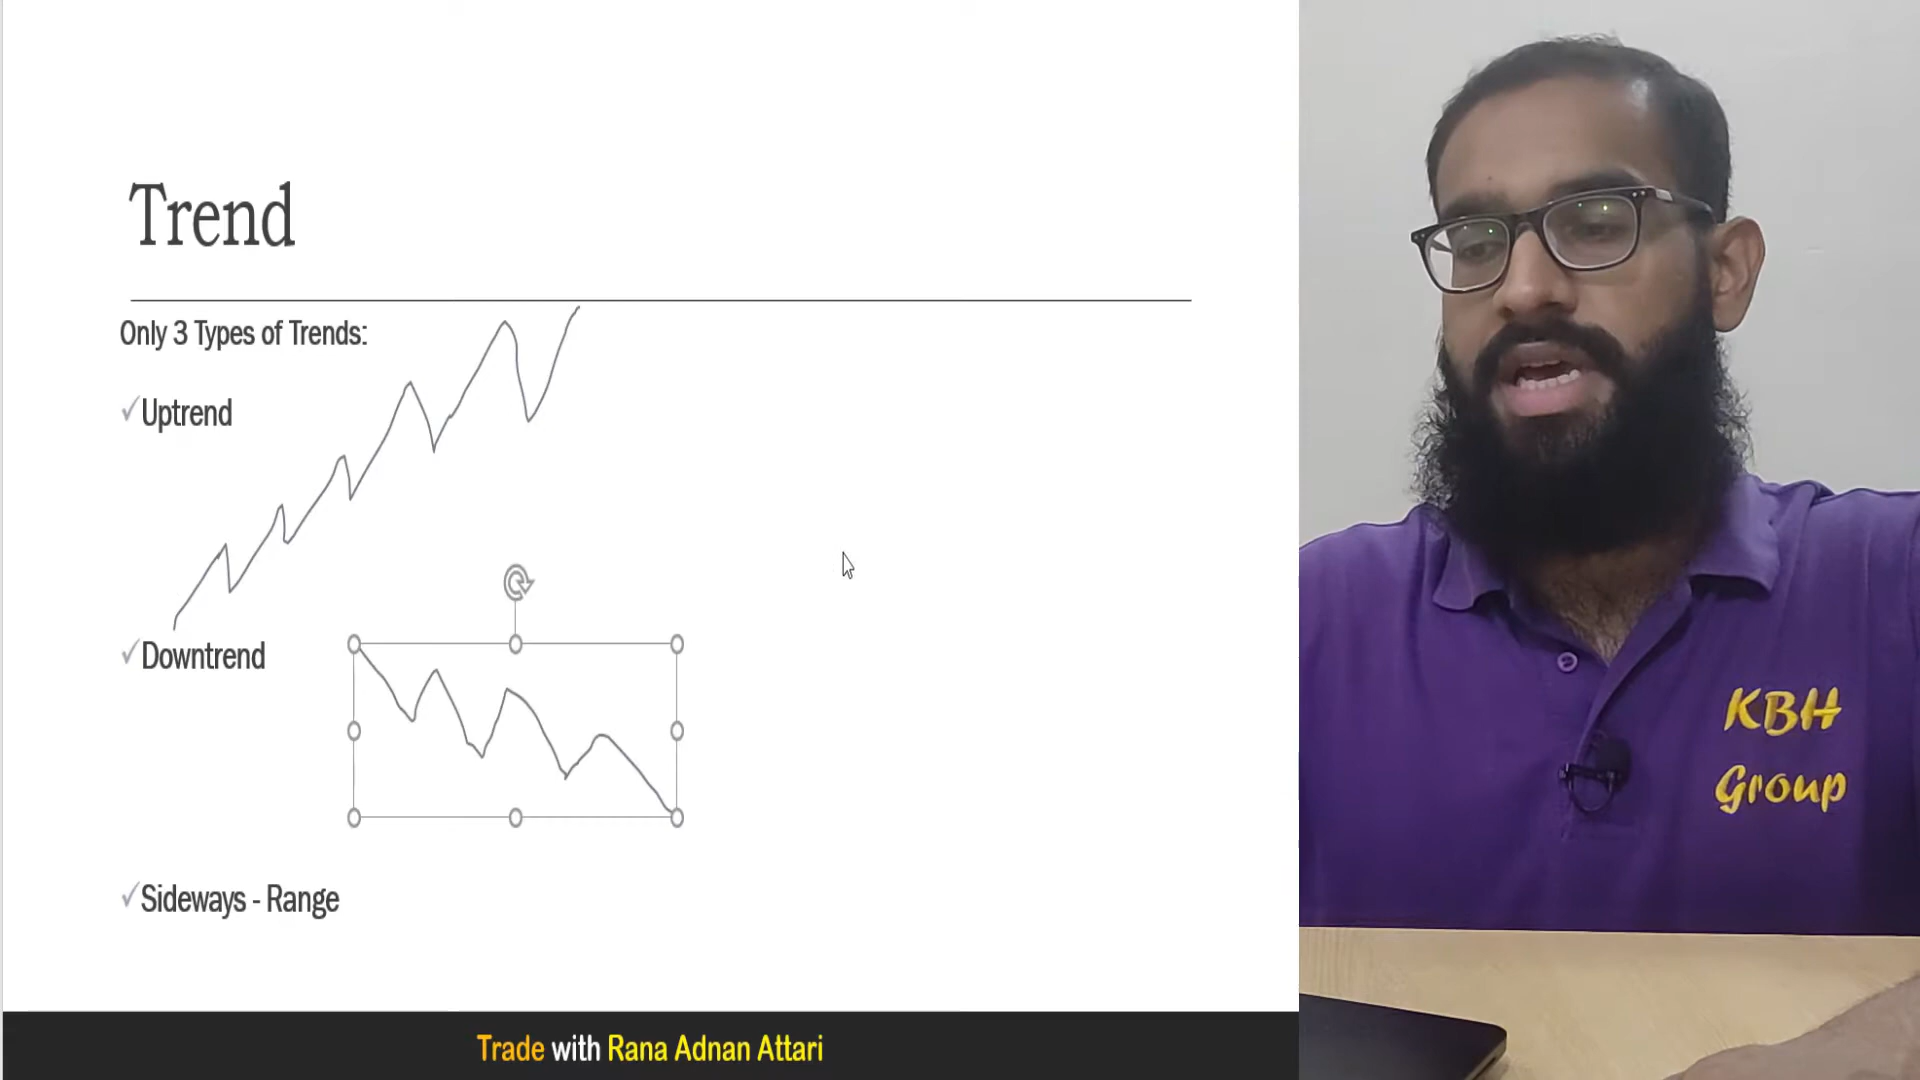 Trend
Only 3 Types of Trends:
✓Uptrend
✓Downtrend
✓Sideways - Range
Trade with Rana Adnan Attari
KBH
Group